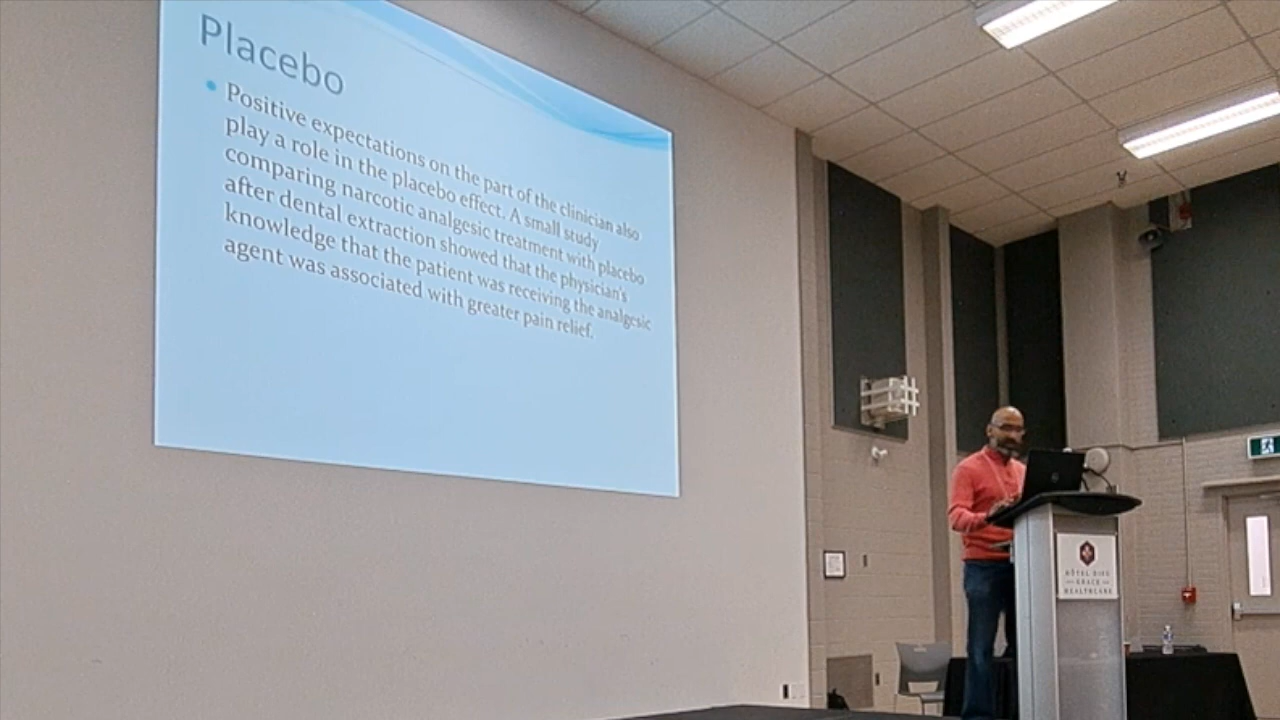 Placebo
• Positive expectations on the part of the clinician also
play a role in the placebo effect. A small study
comparing narcotic analgesic treatment with placebo
after dental extraction showed that the physician's
knowledge that the patient was receiving the analgesic
agent was associated with greater pain relief.
HÔTEL-DIEU
GRACE
HEALTHCARE